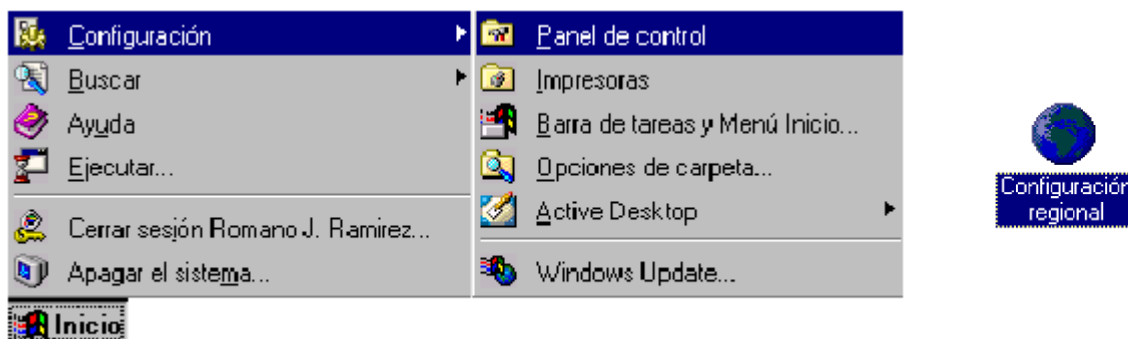 Configuración
Buscar
Ayuda
Ejecutar...
Cerrar sesión Romano J. Ramirez...
Apagar el sistema...
Inicio
Panel de control
Impresoras
Barra de tareas y Menú Inicio...
Opciones de carpeta...
Active Desktop
Windows Update...
Configuración
regional